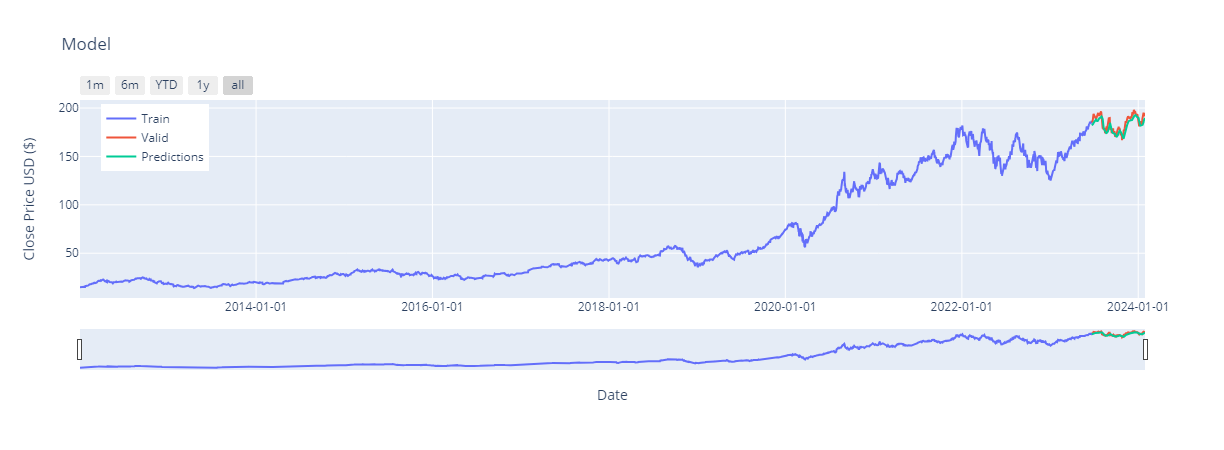 Model
1m 6m YTD 1y all
Train
Valid
Predictions
Close Price USD ($)
200
150
100
50
2014-01-01 2016-01-01 2018-01-01 2020-01-01 2022-01-01 2024-01-01
Date